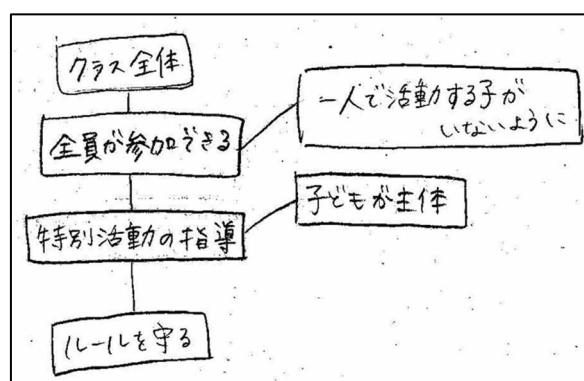 クラス全体
全員が参加できる
一人で活動する子が
いないように
特別活動の指導
子どもが主体
ルールを守る